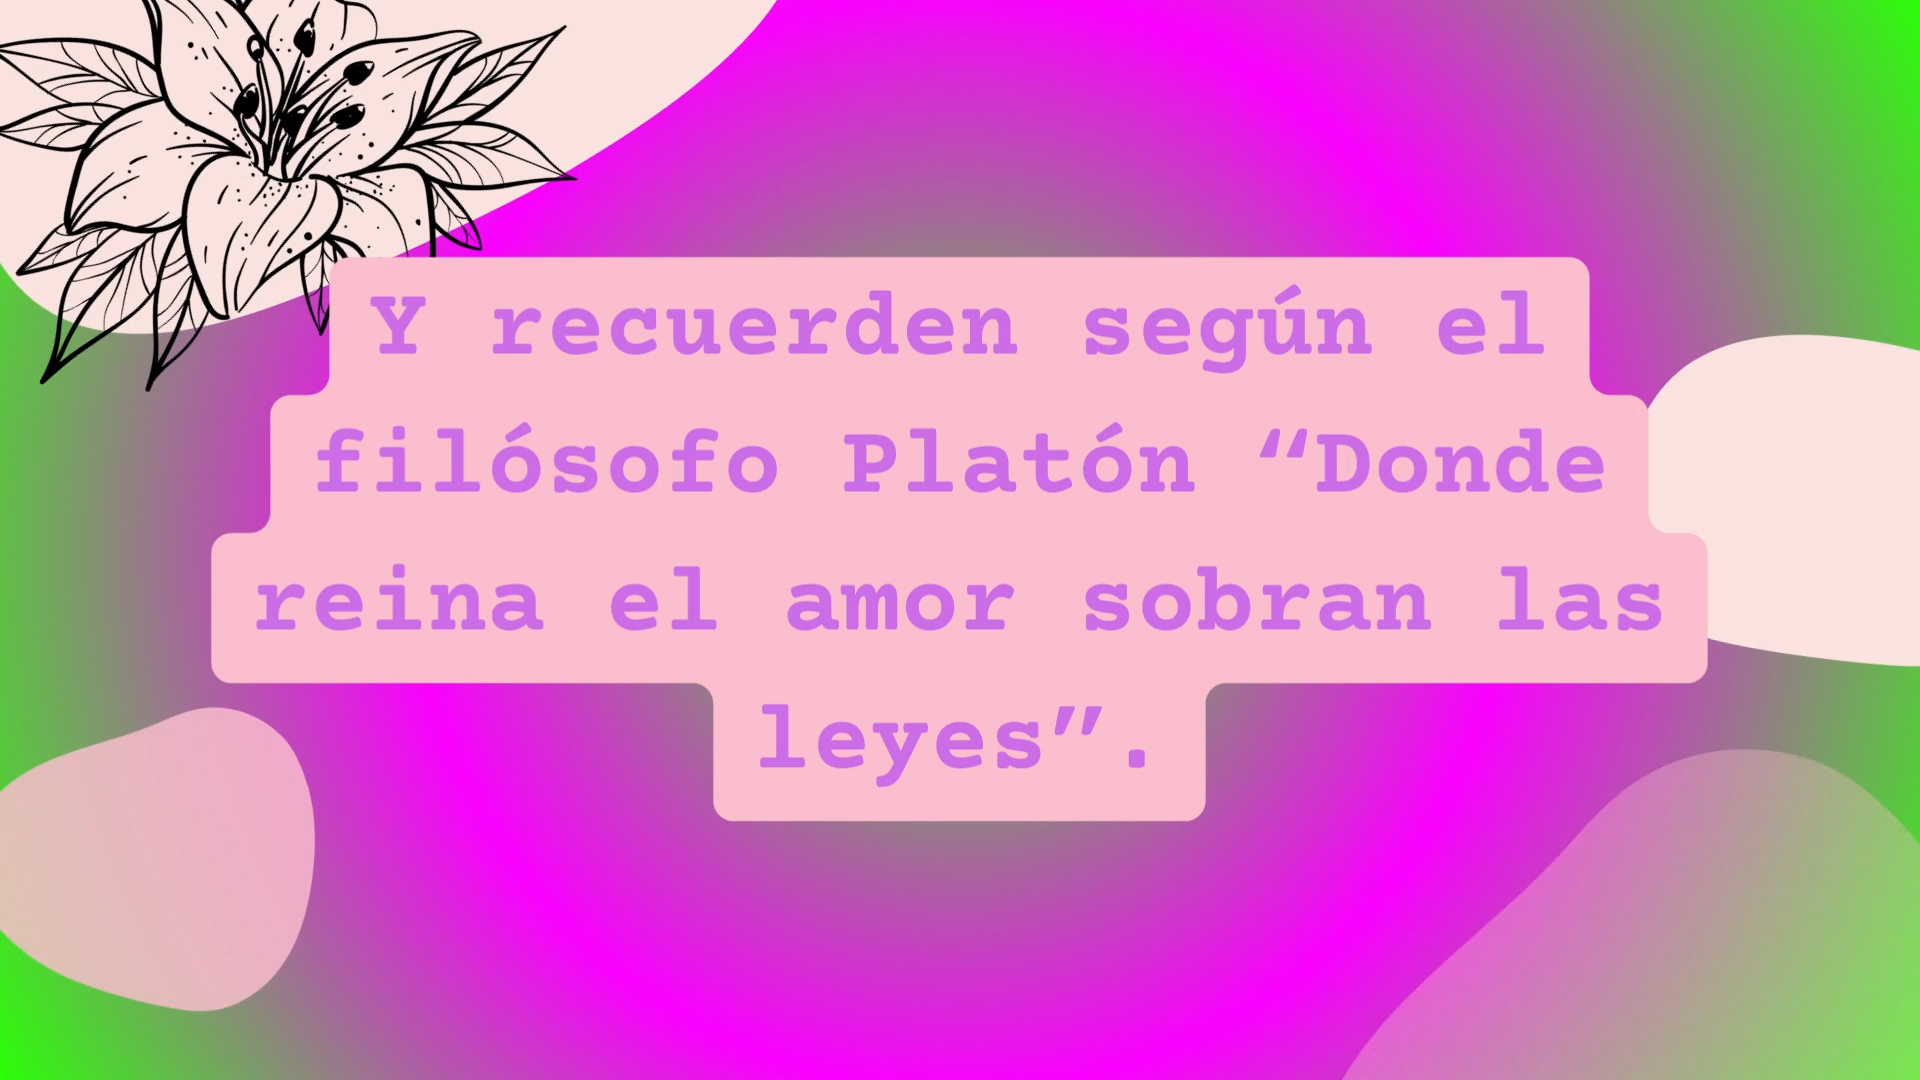 Y recuerden según el
filósofo Platón “Donde
reina el amor sobran las
leyes”.